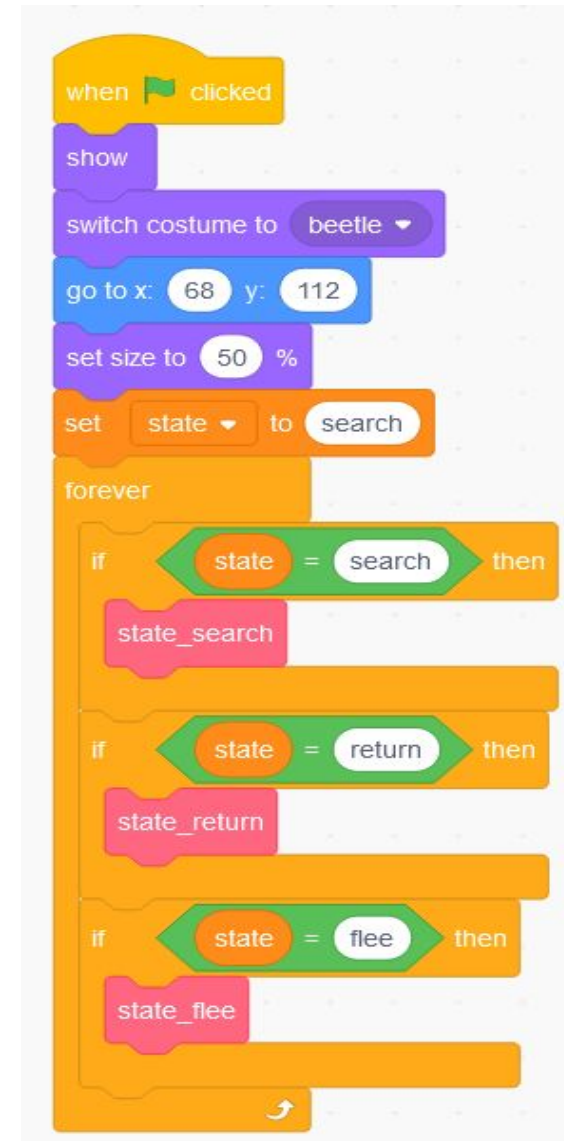 when clicked
show
switch costume to beetle
go to x: 68 y: 112
set size to 50 %
set state to search
forever
if state = search then
state_search
if state = return then
state_return
if state = flee then
state_flee